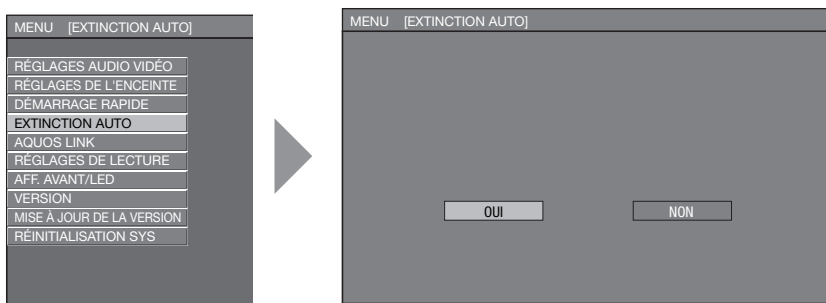 MENU [EXTINCTION AUTO]
RÉGLAGES AUDIO VIDÉO
RÉGLAGES DE L'ENCEINTE
DÉMARRAGE RAPIDE
EXTINCTION AUTO
AQUOS LINK
RÉGLAGES DE LECTURE
AFF. AVANT/LED
VERSION
MISE À JOUR DE LA VERSION
RÉINITIALISATION SYS
MENU [EXTINCTION AUTO]
OUI NON